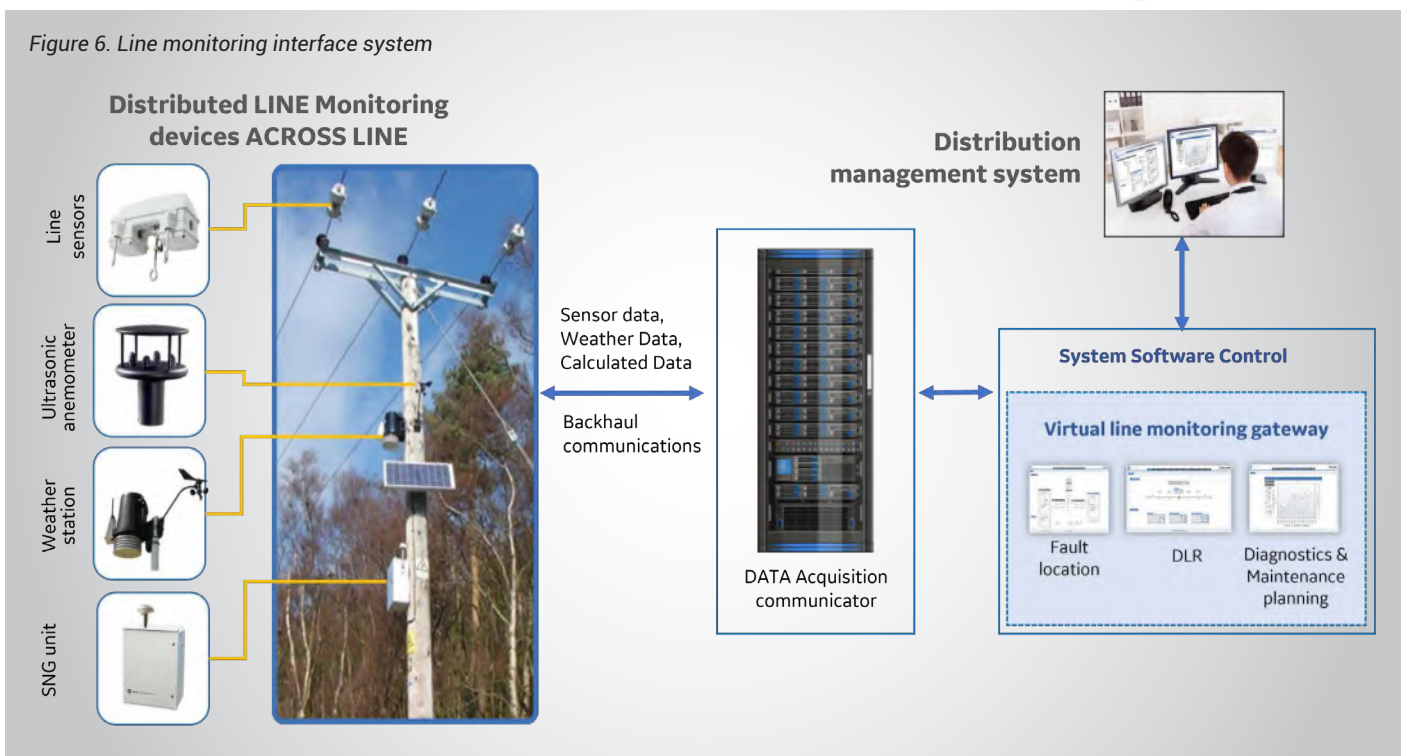 Figure 6. Line monitoring interface system
Distributed LINE Monitoring
devices ACROSS LINE
Line
sensors
Ultrasonic
anemometer
Weather
station
SNG unit
Sensor data,
Weather Data,
Calculated Data
Backhaul
communications
DATA Acquisition
communicator
Distribution
management system
System Software Control
Virtual line monitoring gateway
Fault
location
DLR
Diagnostics &
Maintenance
planning